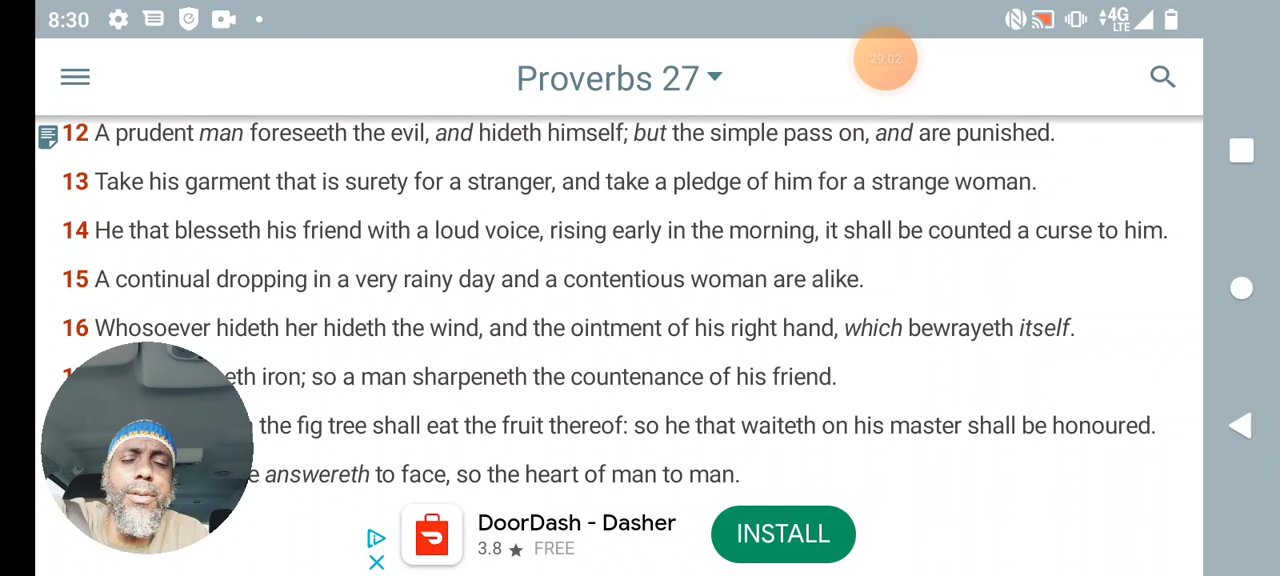 8:30
4G
LTE
Proverbs 27
29:02
12 A prudent man foreseeth the evil, and hideth himself; but the simple pass on, and are punished.
13 Take his garment that is surety for a stranger, and take a pledge of him for a strange woman.
14 He that blesseth his friend with a loud voice, rising early in the morning, it shall be counted a curse to him.
15 A continual dropping in a very rainy day and a contentious woman are alike.
16 Whosoever hideth her hideth the wind, and the ointment of his right hand, which bewrayeth itself.
eth iron; so a man sharpeneth the countenance of his friend.
the fig tree shall eat the fruit thereof: so he that waiteth on his master shall be honoured.
answereth to face, so the heart of man to man.
DoorDash - Dasher
3.8 ★ FREE
INSTALL